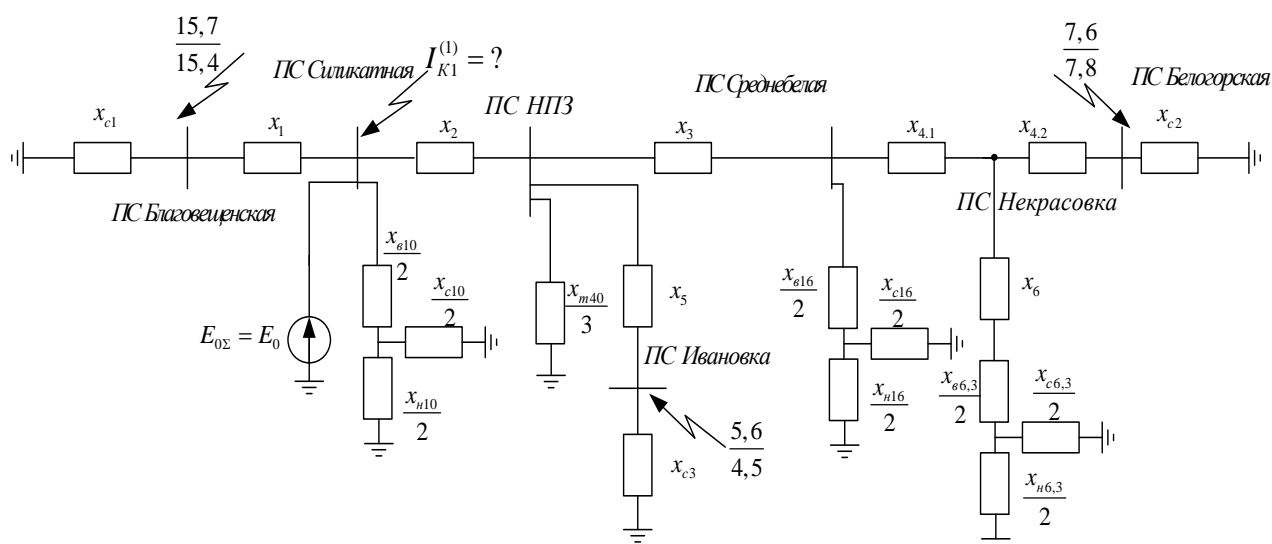 15,7
15,4
ПС Силикатная
I_{K1}^{(1)} = ?
ПС НПЗ
ПС Среднебелая
7,6
7,8
ПС Белогорская
x_{c1}
x_1
x_2
x_3
x_{4.1}
x_{4.2}
x_{c2}
ПС Благовещенская
ПС Некрасовка
x_{в10}
2
x_{c10}
2
E_{0Σ} = E_0
x_{н10}
2
x_{m40}
3
x_5
ПС Ивановка
5,6
4,5
x_{c3}
x_{в16}
2
x_{c16}
2
x_{н16}
2
x_6
x_{в6,3}
2
x_{c6,3}
2
x_{н6,3}
2